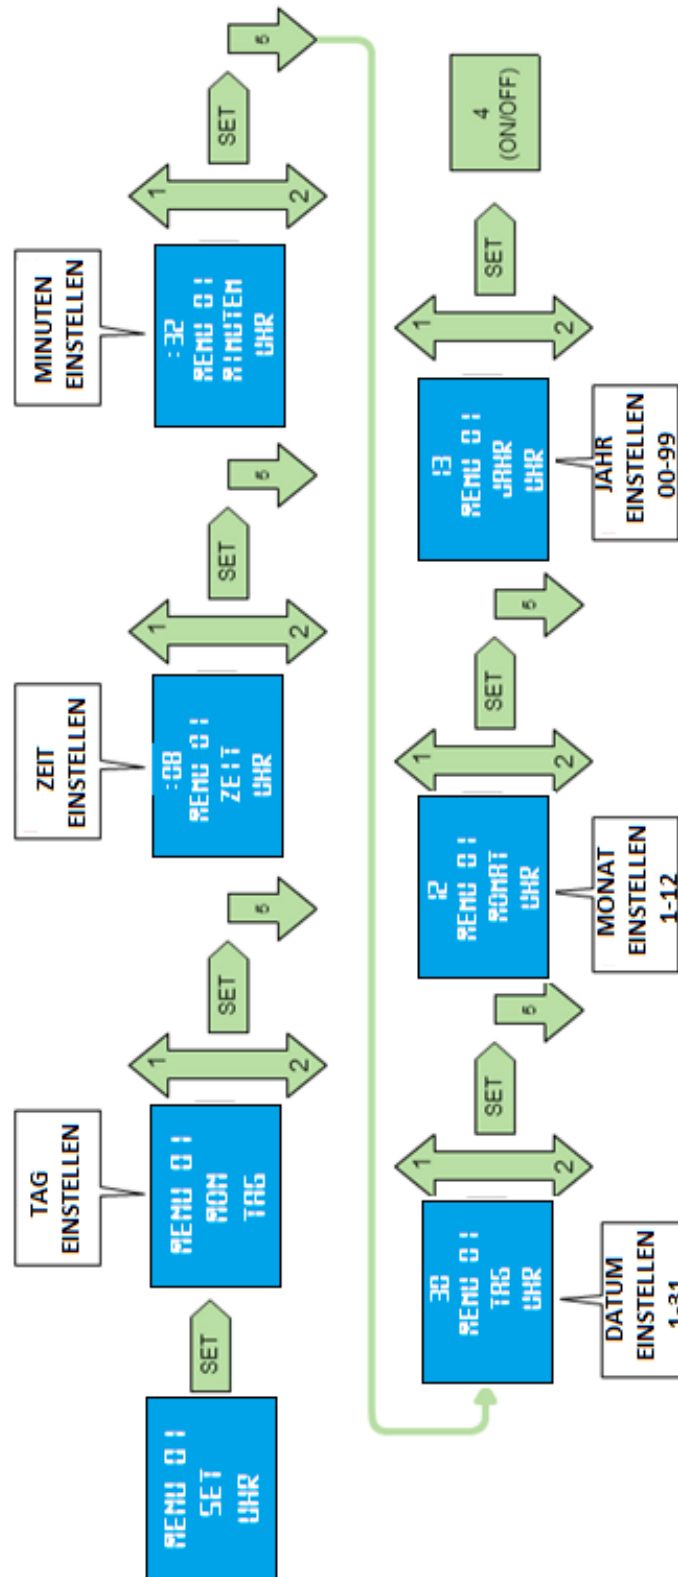 MENU 01
SET
UHR
SET
TAG
EINSTELLEN
MENU 01
MON
TAG
1
2
SET
5
ZEIT
EINSTELLEN
:08
MENU 01
ZEIT
UHR
1
2
SET
5
MINUTEN
EINSTELLEN
:32
MENU 01
MINUTEN
UHR
1
2
SET
5
30
MENU 01
TAG
UHR
DATUM
EINSTELLEN
1-31
1
2
SET
5
12
MENU 01
MONAT
UHR
MONAT
EINSTELLEN
1-12
1
2
SET
5
13
MENU 01
JAHR
UHR
JAHR
EINSTELLEN
00-99
1
2
SET
4
(ON/OFF)